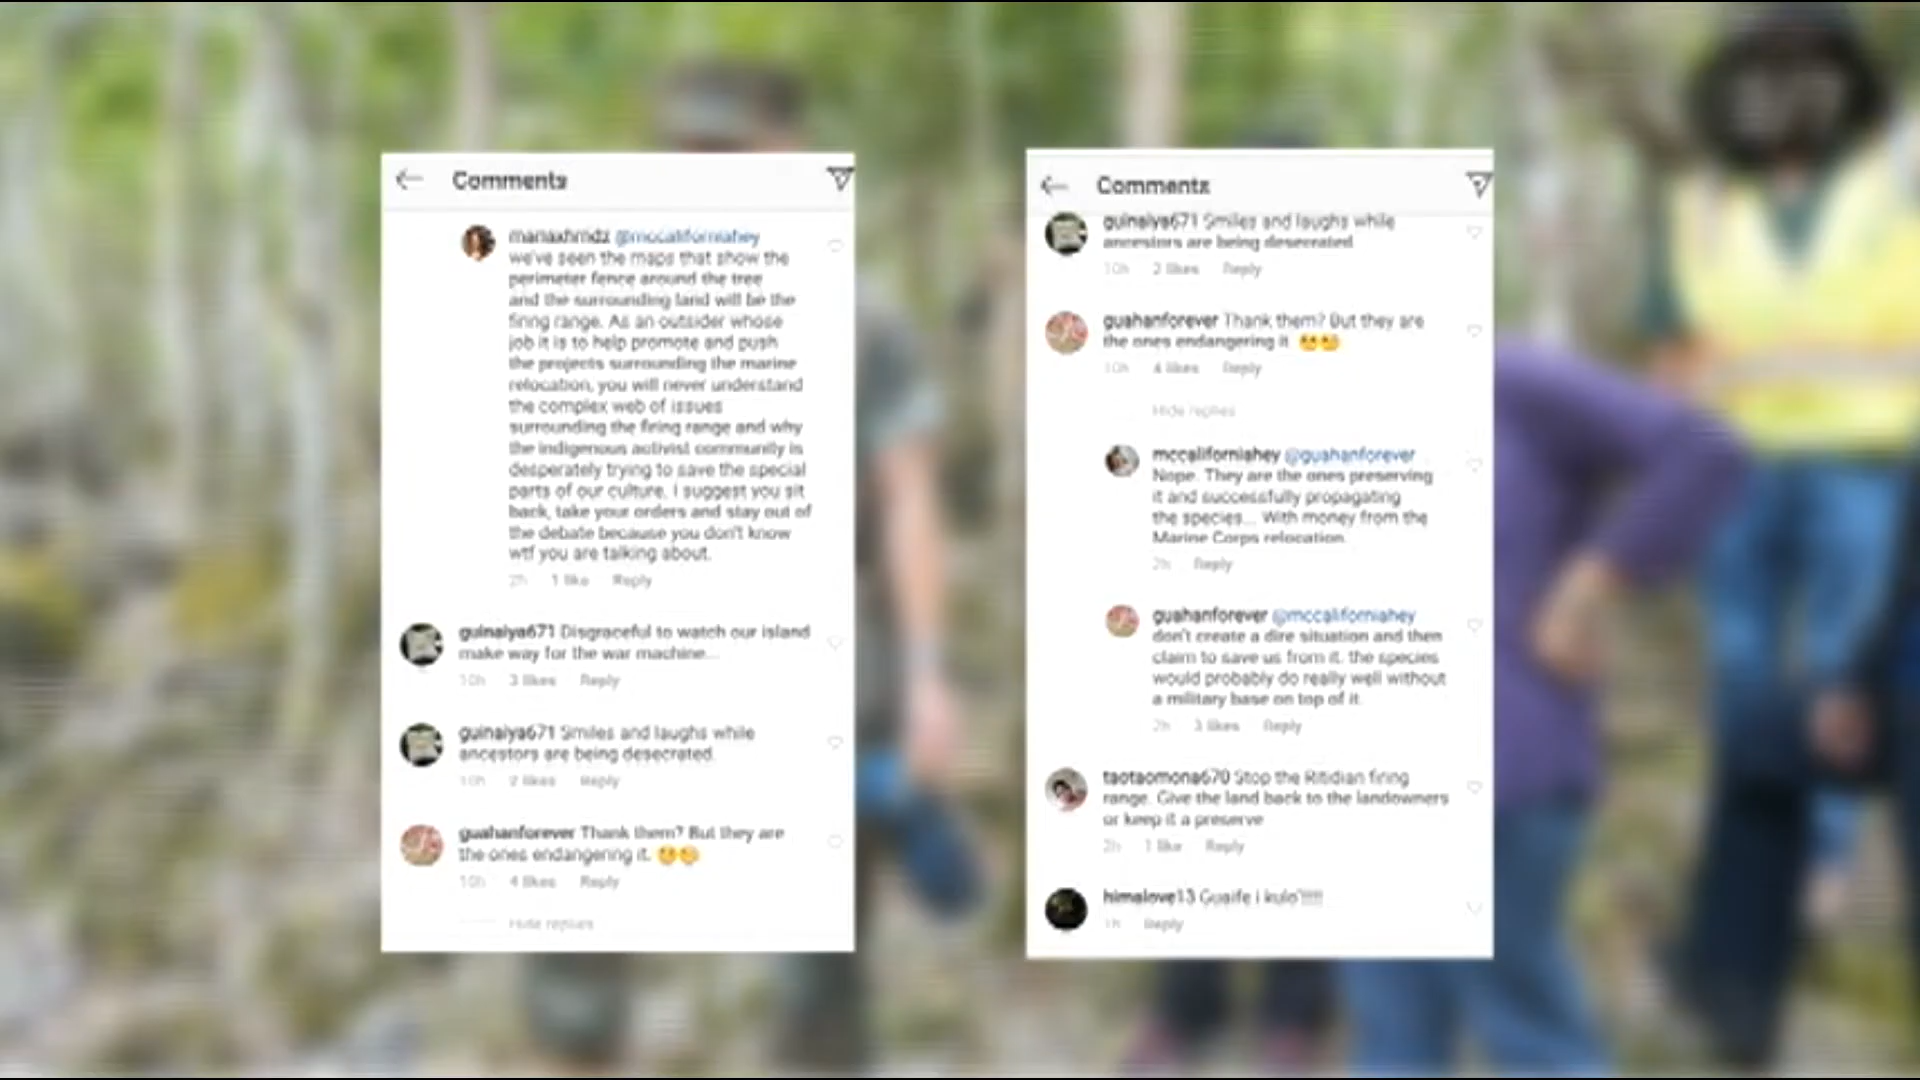 Comments
mariaxhrndz @mccaliforniahey
we've seen the maps that show the
perimeter fence around the tree
and the surrounding land will be the
firing range. As an outsider whose
job it is to help promote and push
the projects surrounding the marine
relocation, you will never understand
the complex web of issues
surrounding the firing range and why
the indigenous activist community is
desperately trying to save the special
parts of our culture. I suggest you sit
back, take your orders and stay out of
the debate because you don't know
wtf you are talking about.
2h 1 like Reply
guinaiya671 Disgraceful to watch our island
make way for the war machine...
10h 3 likes Reply
guinaiya671 Smiles and laughs while
ancestors are being desecrated.
10h 2 likes Reply
guahanforever Thank them? But they are
the ones endangering it.
10h 4 likes Reply
Hide replies
Comments
guinaiya671 Smiles and laughs while
ancestors are being desecrated
10h 2 likes Reply
guahanforever Thank them? But they are
the ones endangering it
10h 4 likes Reply
Hide replies
mccaliforniahey @guahanforever
Nope. They are the ones preserving
it and successfully propagating
the species... With money from the
Marine Corps relocation.
2h Reply
guahanforever @mccaliforniahey
don't create a dire situation and then
claim to save us from it. the species
would probably do really well without
a military base on top of it.
2h 3 likes Reply
taotaomona670 Stop the Ritidian firing
range. Give the land back to the landowners
or keep it a preserve
2h 1 like Reply
himalove13 Guaife i kulo'!!!!!
1h Reply